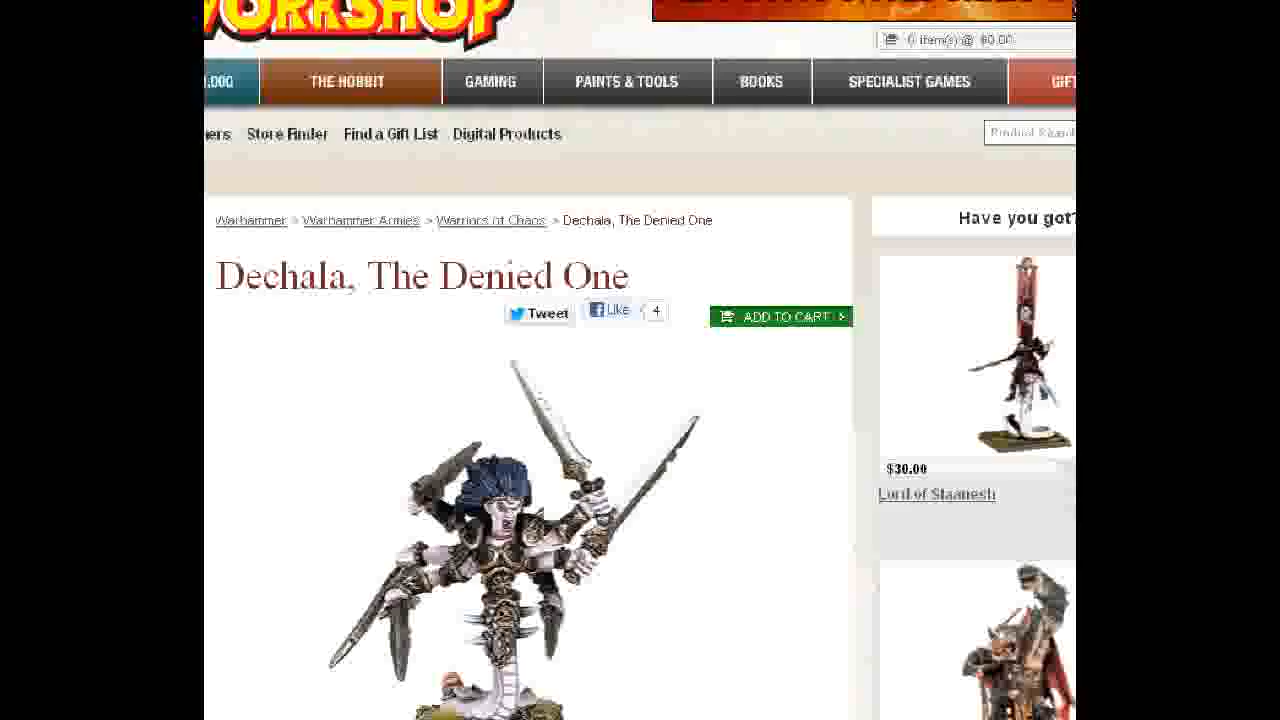 WORKSHOP
0 item(s) @ $0.00
THE HOBBIT
GAMING
PAINTS & TOOLS
BOOKS
SPECIALIST GAMES
Store Finder
Find a Gift List
Digital Products
Warhammer > Warhammer Armies > Warriors of Chaos > Dechala, The Denied One
Have you got?
Dechala, The Denied One
Tweet
Like
4
ADD TO CART
$30.00
Lord of Slaanesh